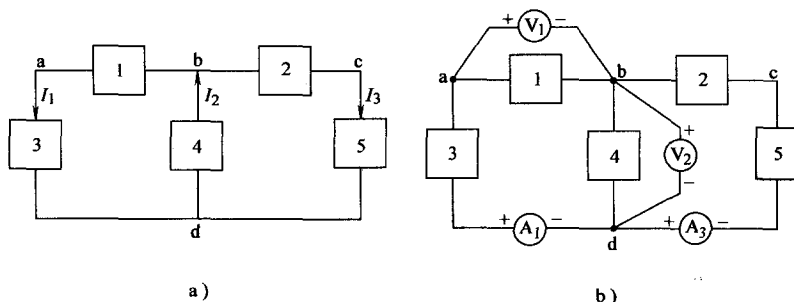 a 1 b 2 c
I₁ I₂ I₃
3 4 5
d
a)
+ V₁ −
a 1 b 2 c
3 4 + V₂ − 5
+ A₁ − d + A₃ −
b)